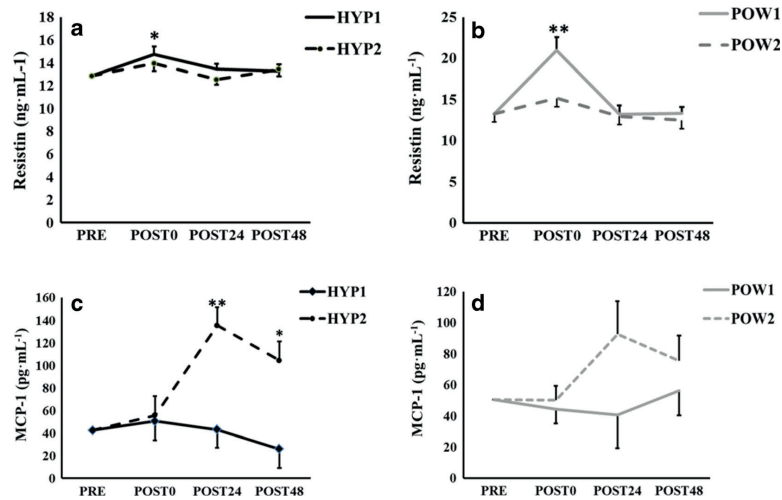 a
Resistin (ng·mL-1)
18
16
14
12
10
8
6
4
2
0
*
HYP1
HYP2
PRE POST0 POST24 POST48
b
Resistin (ng·mL⁻¹)
25
20
15
10
5
0
**
POW1
POW2
PRE POST0 POST24 POST48
c
MCP-1 (pg·mL⁻¹)
160
140
120
100
80
60
40
20
0
**
*
HYP1
HYP2
PRE POST0 POST24 POST48
d
MCP-1 (pg·mL⁻¹)
120
100
80
60
40
20
0
POW1
POW2
PRE POST0 POST24 POST48